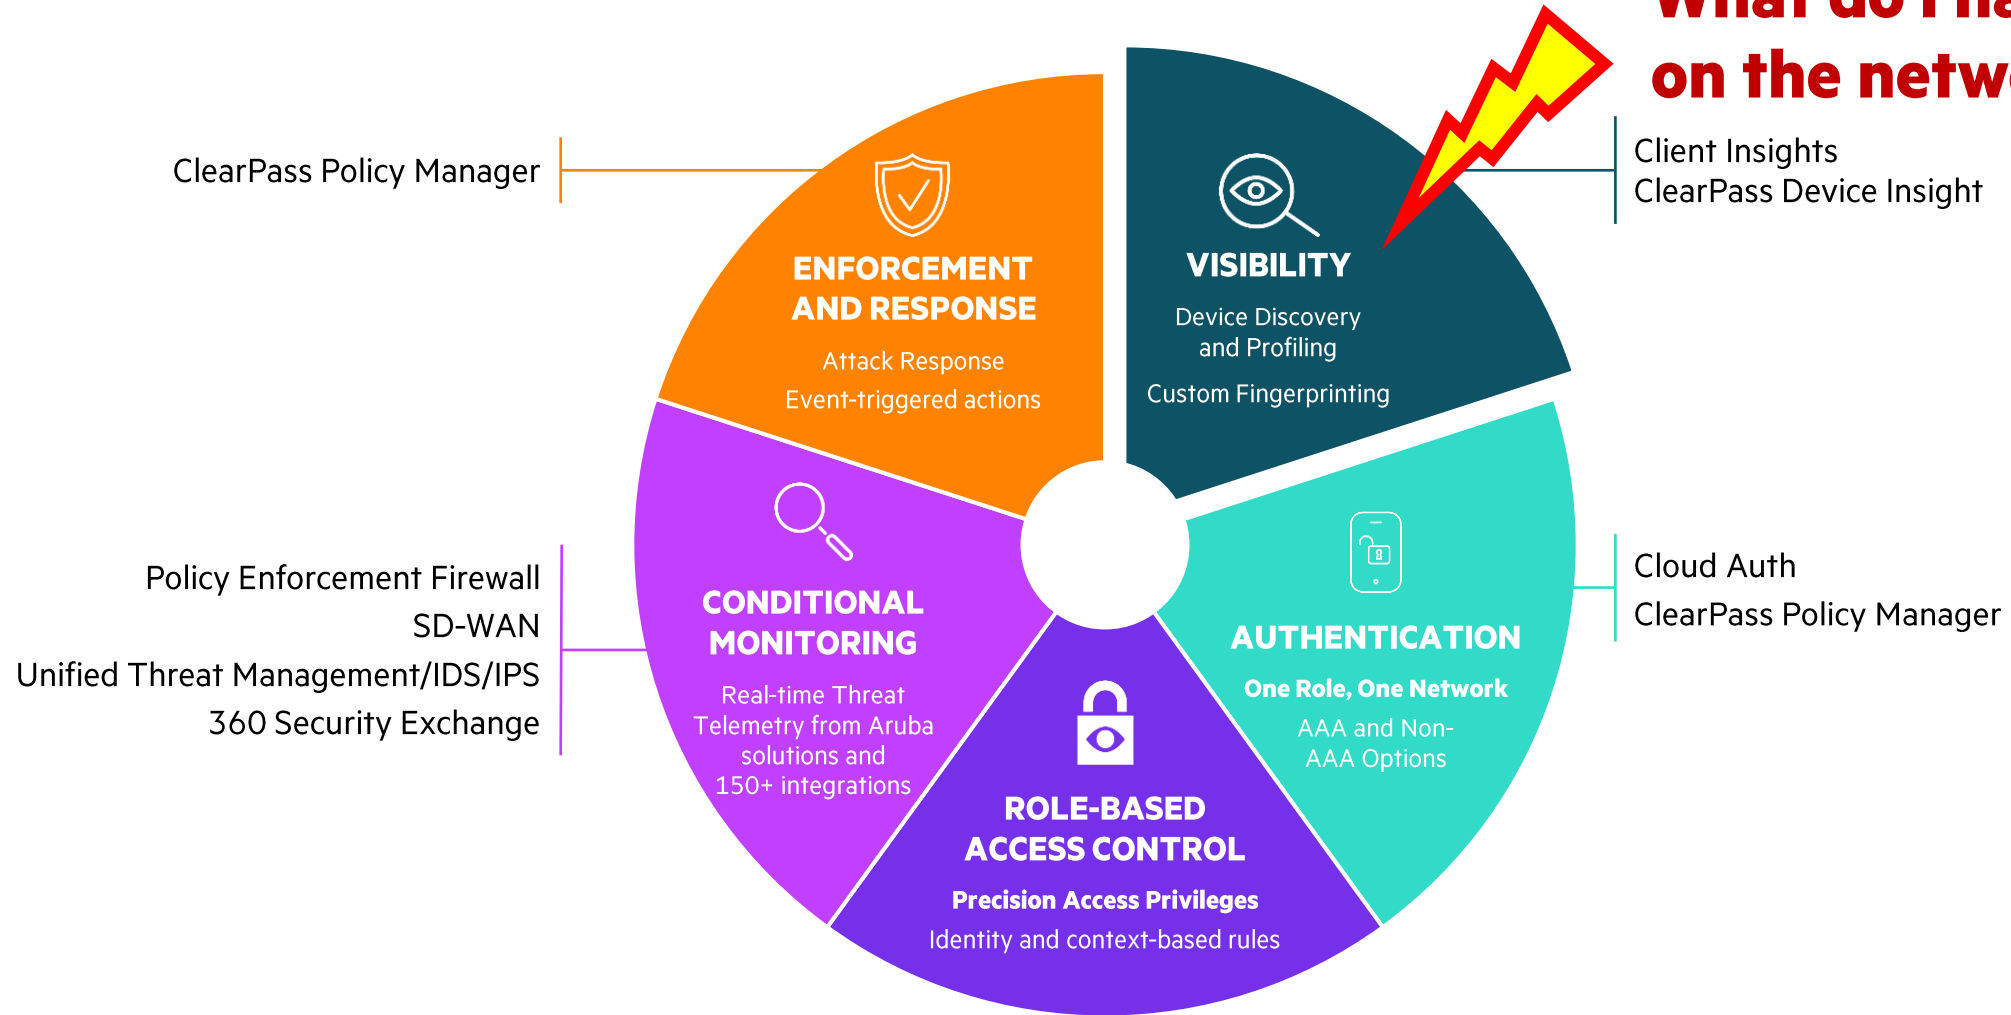 What do I
on the
Client Insights
ClearPass Device Insight
ClearPass Policy Manager
ENFORCEMENT
AND RESPONSE
Attack Response
Event-triggered actions
VISIBILITY
Device Discovery
and Profiling
Custom Fingerprinting
Policy Enforcement Firewall
SD-WAN
Unified Threat Management/IDS/IPS
360 Security Exchange
CONDITIONAL
MONITORING
Real-time Threat
Telemetry from Aruba
solutions and
150+ integrations
AUTHENTICATION
One Role, One Network
AAA and Non-
AAA Options
Cloud Auth
ClearPass Policy Manager
ROLE-BASED
ACCESS CONTROL
Precision Access Privileges
Identity and context-based rules